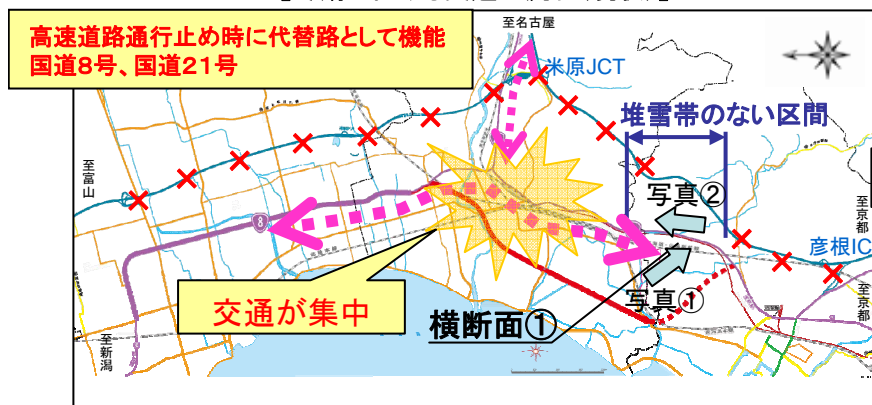 高速道路通行止め時に代替路として機能
国道8号、国道21号
至名古屋
米原JCT
堆雪帯のない区間
至富山
写真②
至京都
8
彦根IC
交通が集中
写真①
横断面①
至京都
至新潟